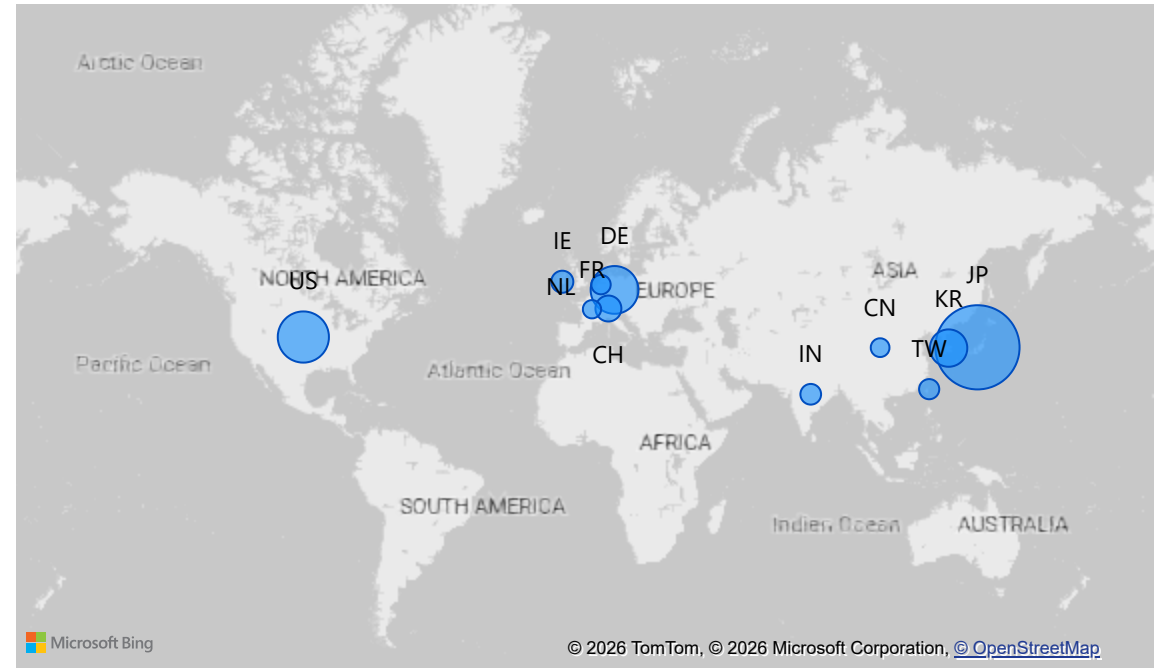 Arctic Ocean
IE
DE
FR
NORTH AMERICA
US
NL
EUROPE
ASIA
JP
KR
CN
TW
IN
CH
Pacific Ocean
Atlantic Ocean
AFRICA
SOUTH AMERICA
Indien Ocean
AUSTRALIA
Microsoft Bing
© 2026 TomTom, © 2026 Microsoft Corporation, © OpenStreetMap